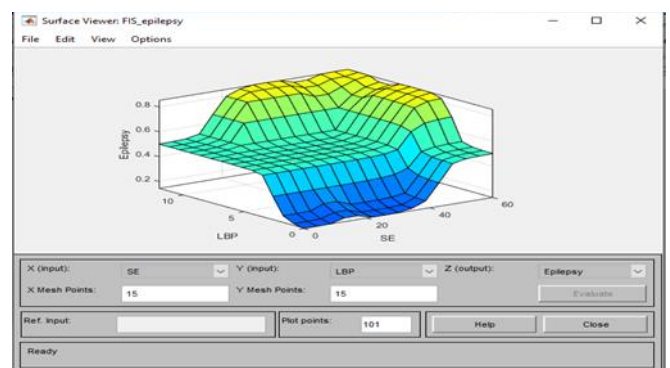 Surface Viewer: FIS_epilepsy
File Edit View Options
0.8
0.6
0.4
0.2
Epilepsy
10
5
0
LBP
0
20
40
60
SE
X (input): SE Y (input): LBP Z (output): Epilepsy
X Mesh Points: 15 Y Mesh Points: 15 Evaluate
Ref. Input: Plot points: 101 Help Close
Ready